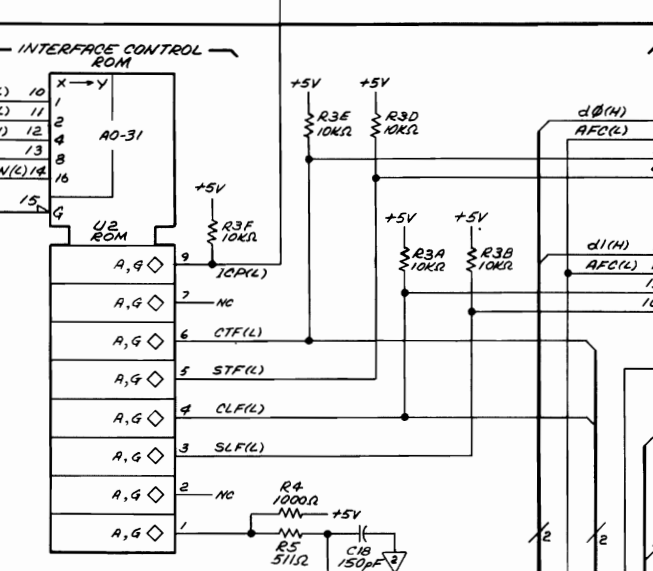 INTERFACE CONTROL
ROM
X → Y
10
1
11
2
A0-31
12
4
13
8
N(L) 14
16
15
G
U2
ROM
+5V
R3E
10KΩ
+5V
R3D
10KΩ
dØ(H)
AFC(L)
+5V
R3F
10KΩ
+5V
R3A
10KΩ
+5V
R3B
10KΩ
d1(H)
AFC(L)
A,G ◇ 9
ICP(L)
A,G ◇ 7 NC
A,G ◇ 6 CTF(L)
A,G ◇ 5 STF(L)
A,G ◇ 4 CLF(L)
A,G ◇ 3 SLF(L)
A,G ◇ 2 NC
A,G ◇ 1
R4
1000Ω
+5V
R5
511Ω
C18
150pF
2
2
2